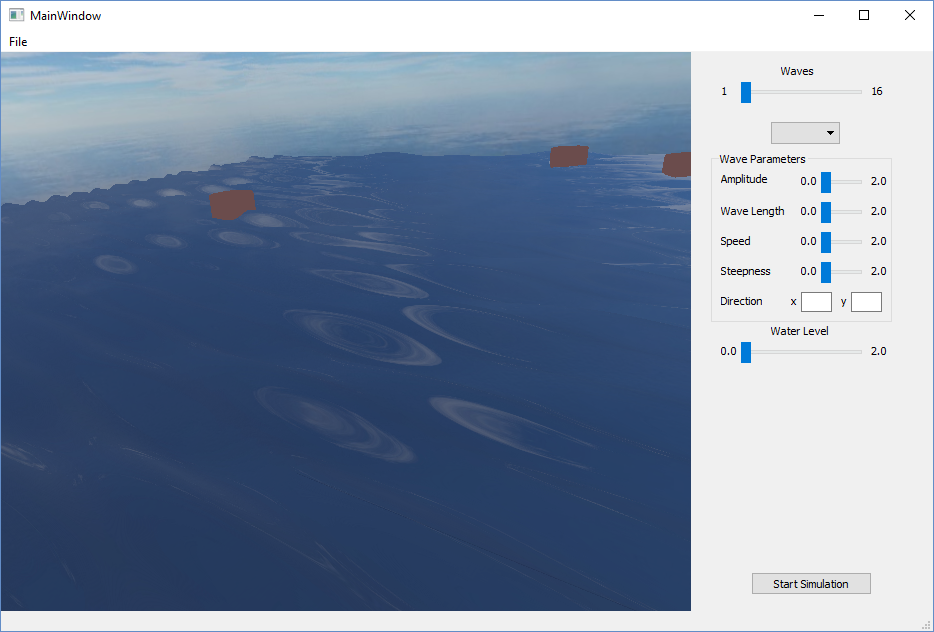 MainWindow
File
Waves
1 16
Wave Parameters
Amplitude 0.0 2.0
Wave Length 0.0 2.0
Speed 0.0 2.0
Steepness 0.0 2.0
Direction x y
Water Level
0.0 2.0
Start Simulation